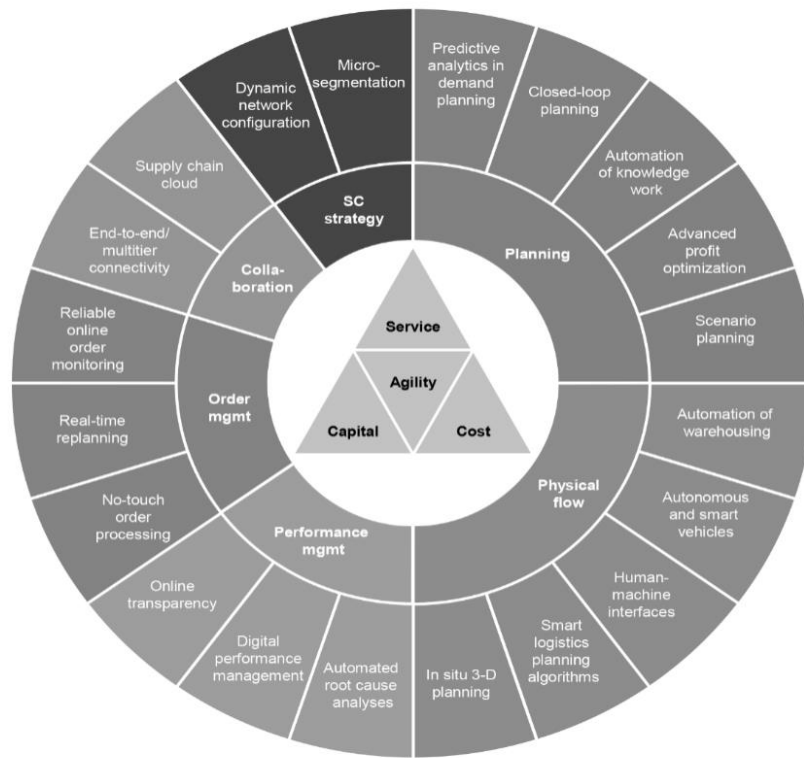 Micro-
segmentation
Predictive
analytics in
demand
planning
Closed-loop
planning
Automation
of knowledge
work
Advanced
profit
optimization
Scenario
planning
Automation of
warehousing
Autonomous
and smart
vehicles
Human-
machine
interfaces
Smart
logistics
planning
algorithms
In situ 3-D
planning
Automated
root cause
analyses
Digital
performance
management
Online
transparency
No-touch
order
processing
Real-time
replanning
Reliable
online
order
monitoring
End-to-end/
multitier
connectivity
Supply chain
cloud
Dynamic
network
configuration
SC
strategy
Planning
Physical
flow
Performance
mgmt
Order
mgmt
Colla-
boration
Service
Agility
Capital
Cost